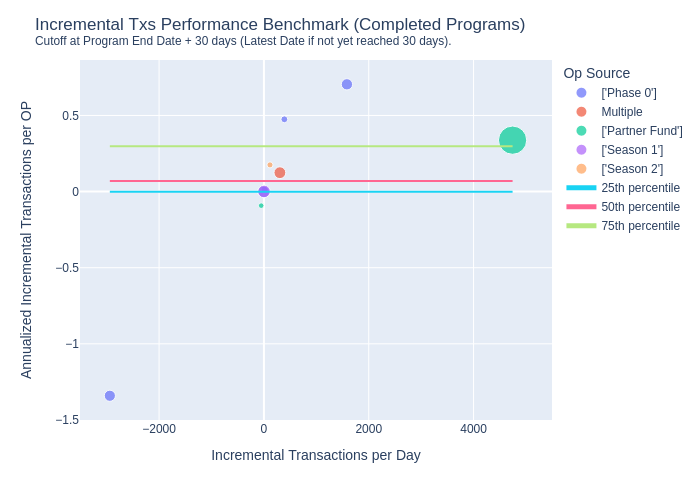 Incremental Txs Performance Benchmark (Completed Programs)
Cutoff at Program End Date + 30 days (Latest Date if not yet reached 30 days).
Annualized Incremental Transactions per OP
0.5
0
−0.5
−1
−1.5
−2000
0
2000
4000
Incremental Transactions per Day
Op Source
['Phase 0']
Multiple
['Partner Fund']
['Season 1']
['Season 2']
25th percentile
50th percentile
75th percentile